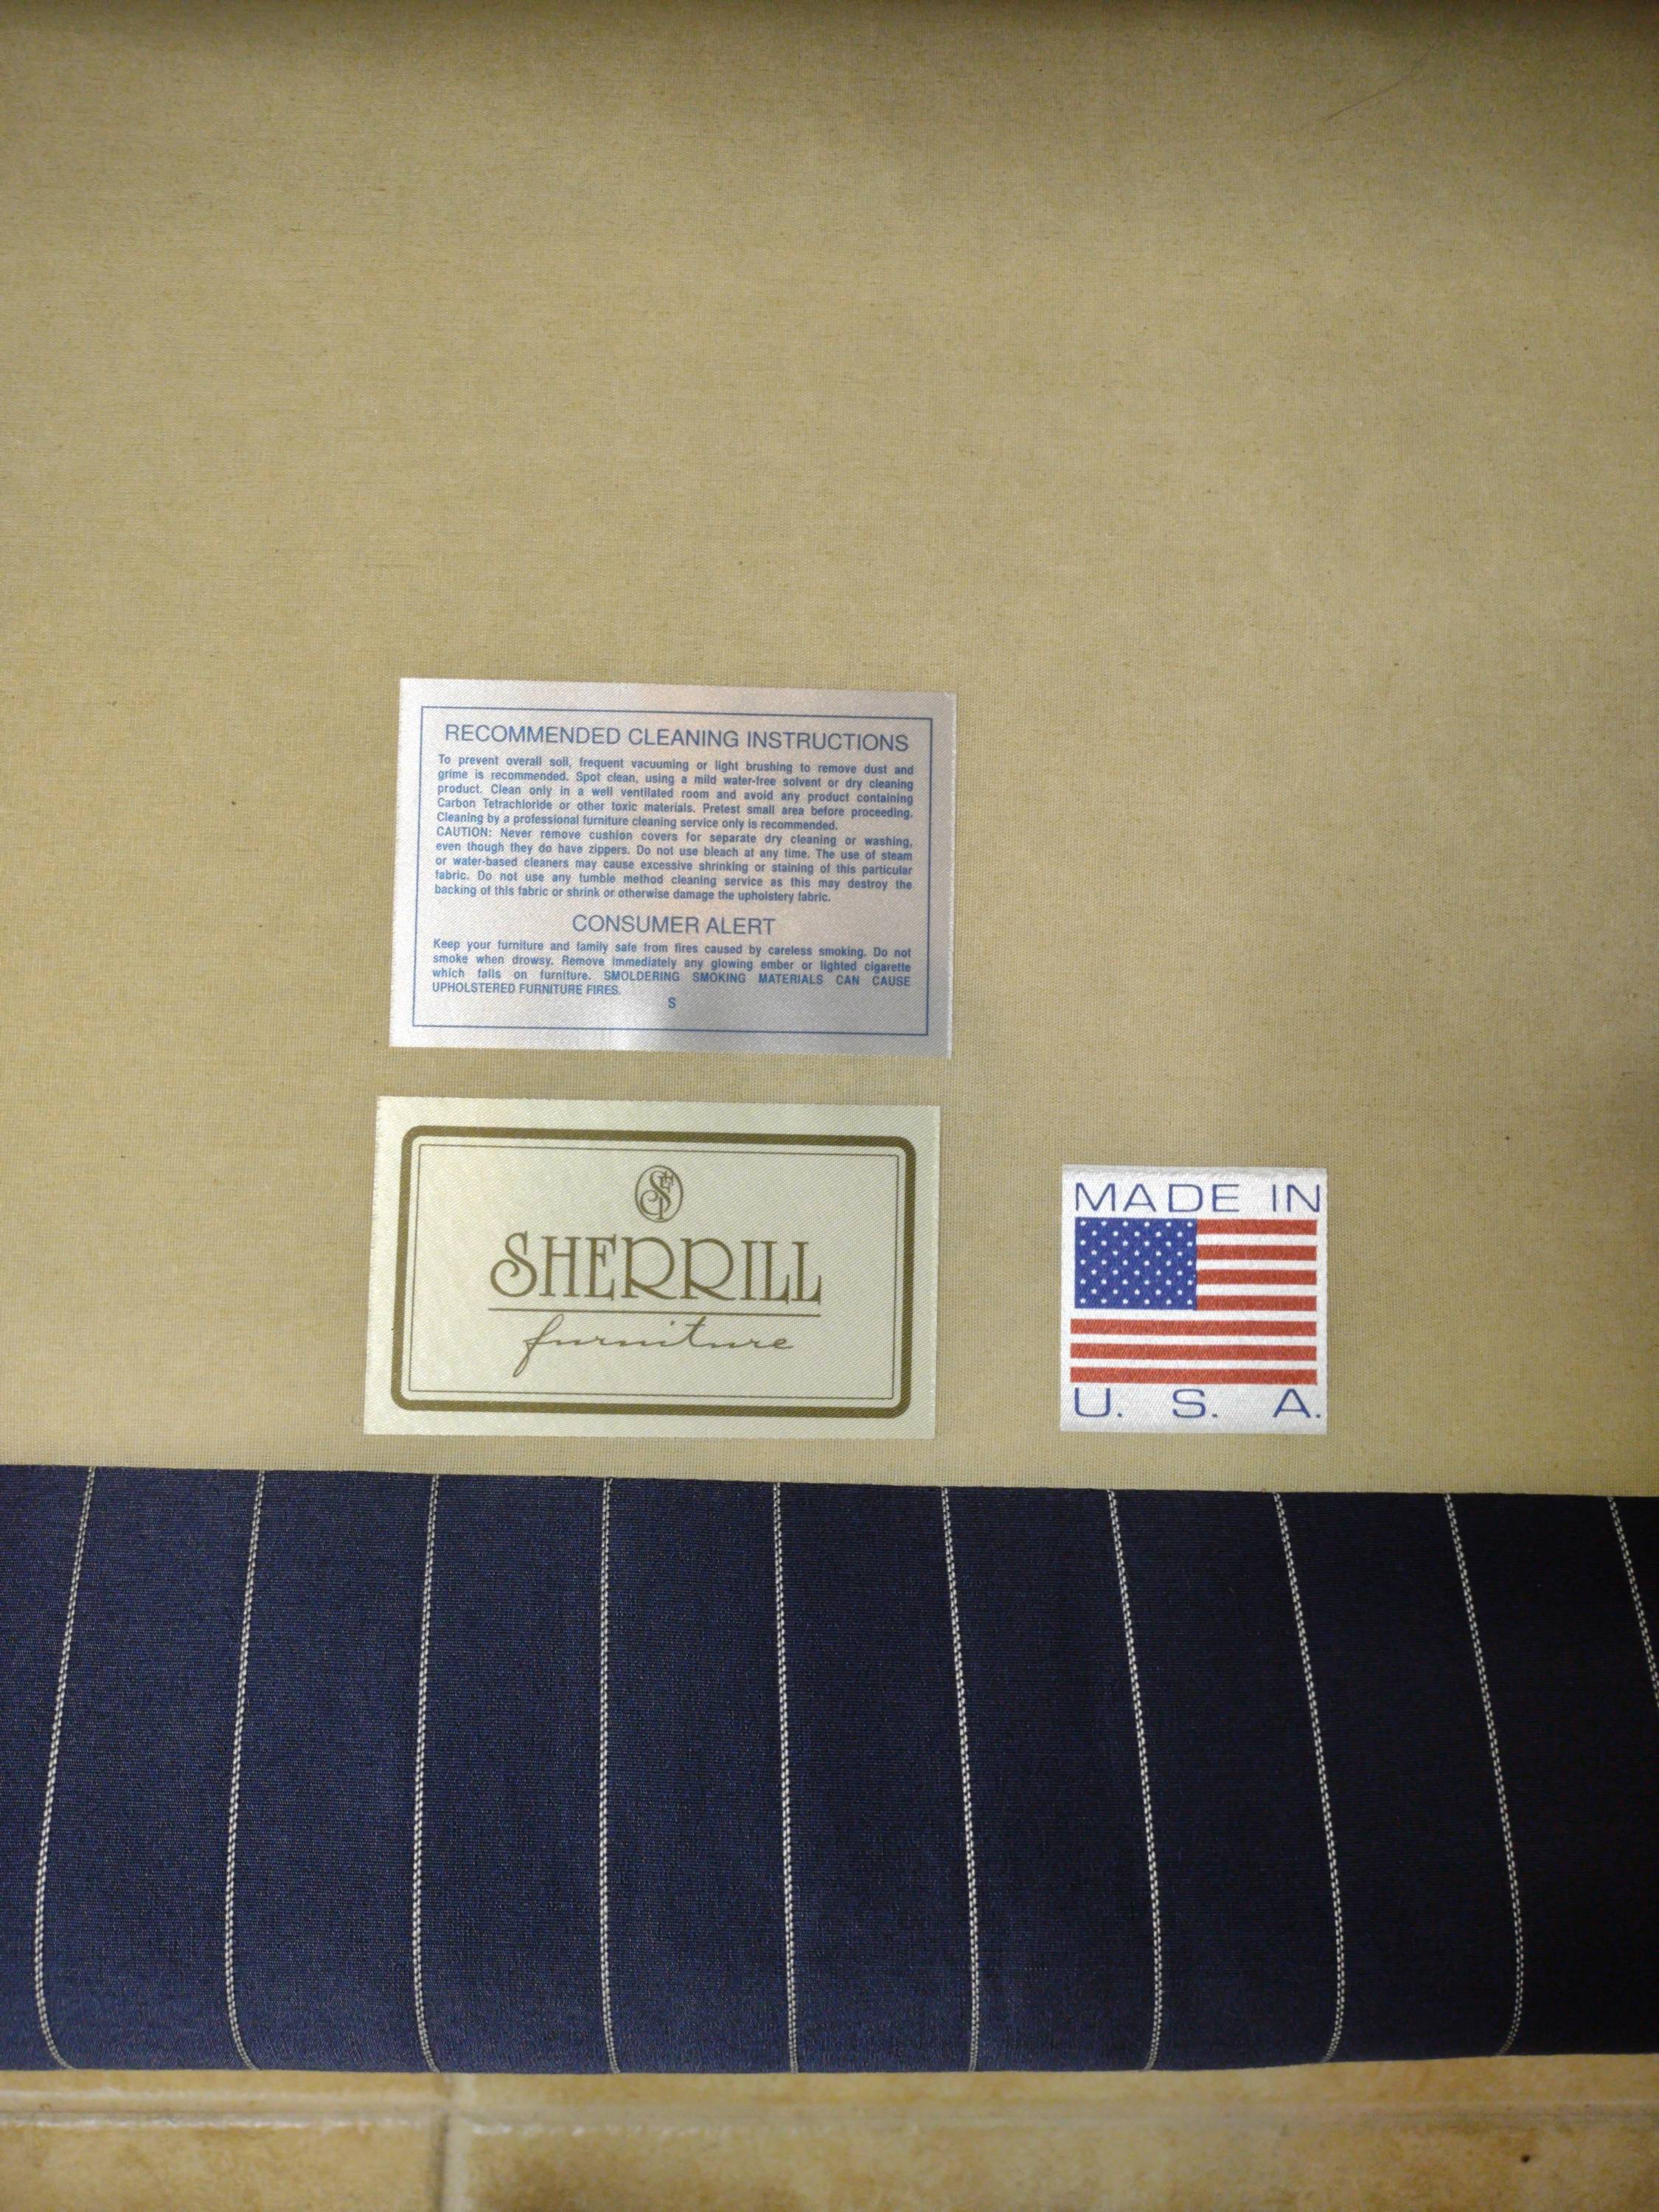 RECOMMENDED CLEANING INSTRUCTIONS
To prevent overall soil, frequent vacuuming or light brushing to remove dust and
grime is recommended. Spot clean, using a mild water-free solvent or dry cleaning
product. Clean only in a well ventilated room and avoid any product containing
Carbon Tetrachloride or other toxic materials. Pretest small area before proceeding.
Cleaning by a professional furniture cleaning service only is recommended.
CAUTION: Never remove cushion covers for separate dry cleaning or washing,
even though they do have zippers. Do not use bleach at any time. The use of steam
or water-based cleaners may cause excessive shrinking or staining of this particular
fabric. Do not use any tumble method cleaning service as this may destroy the
backing of this fabric or shrink or otherwise damage the upholstery fabric.
CONSUMER ALERT
Keep your furniture and family safe from fires caused by careless smoking. Do not
smoke when drowsy. Remove immediately any glowing ember or lighted cigarette
which falls on furniture. SMOLDERING SMOKING MATERIALS CAN CAUSE
UPHOLSTERED FURNITURE FIRES.
S
SHERRILL
furniture
MADE IN
U. S. A.